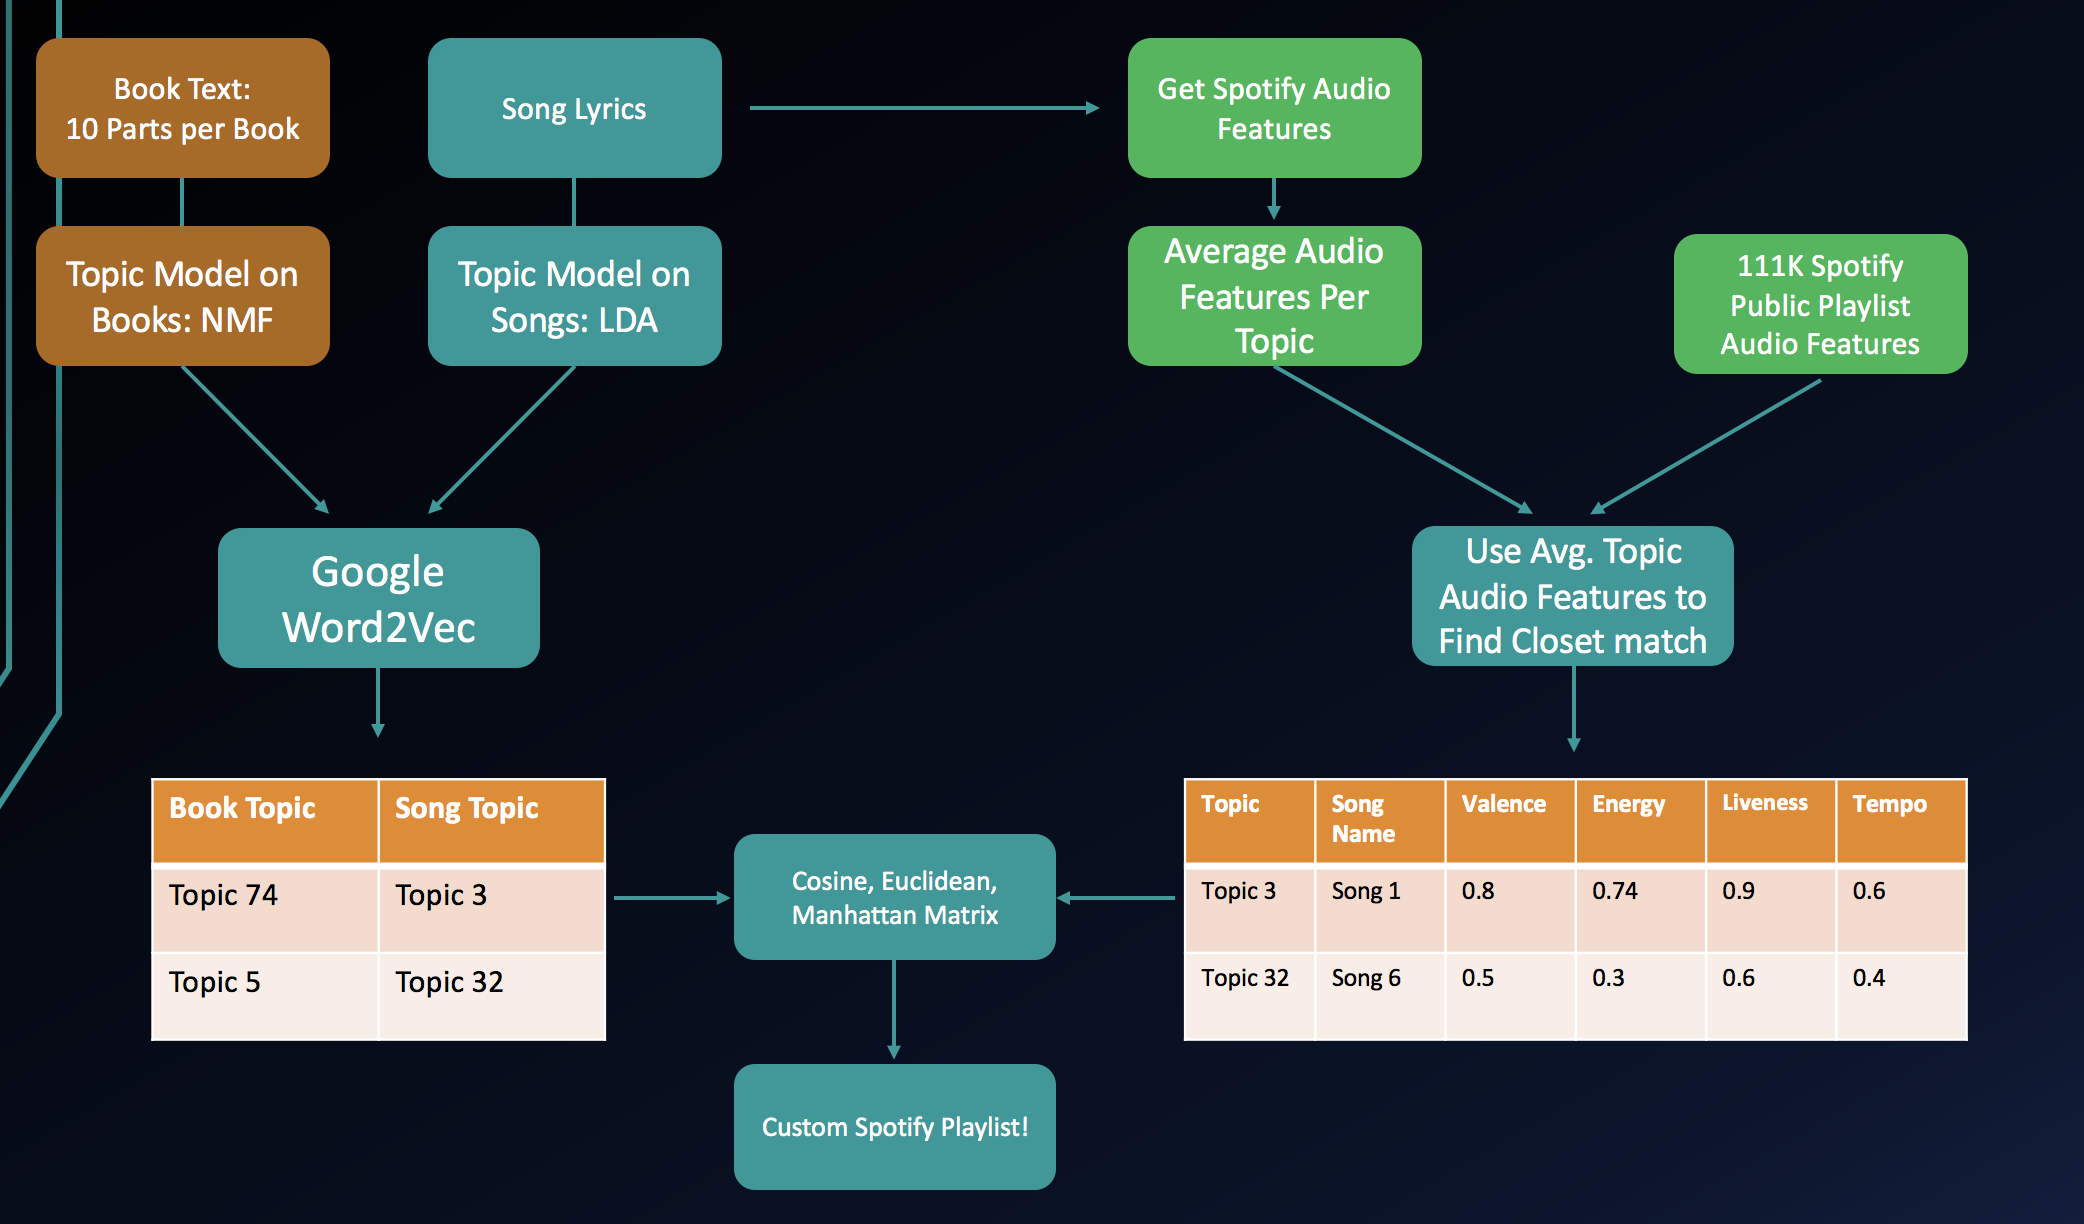 Book Text:
10 Parts per Book
Song Lyrics
Get Spotify Audio
Features
Topic Model on
Books: NMF
Topic Model on
Songs: LDA
Average Audio
Features Per
Topic
111K Spotify
Public Playlist
Audio Features
Google
Word2Vec
Use Avg. Topic
Audio Features to
Find Closet match
Book Topic Song Topic
Topic 74 Topic 3
Topic 5 Topic 32
Cosine, Euclidean,
Manhattan Matrix
Topic Song Name Valence Energy Liveness Tempo
Topic 3 Song 1 0.8 0.74 0.9 0.6
Topic 32 Song 6 0.5 0.3 0.6 0.4
Custom Spotify Playlist!